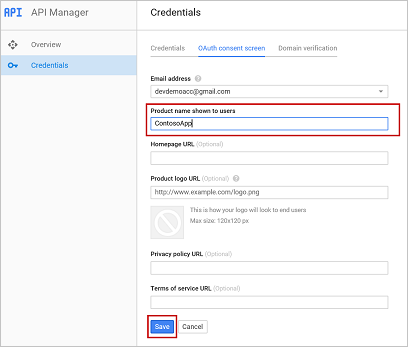 API API Manager
Overview
Credentials
Credentials
Credentials OAuth consent screen Domain verification
Email address
devdemoacc@gmail.com
Product name shown to users
ContosoApp
Homepage URL (Optional)
Product logo URL (Optional)
http://www.example.com/logo.png
This is how your logo will look to end users
Max size: 120x120 px
Privacy policy URL (Optional)
Terms of service URL (Optional)
Save Cancel